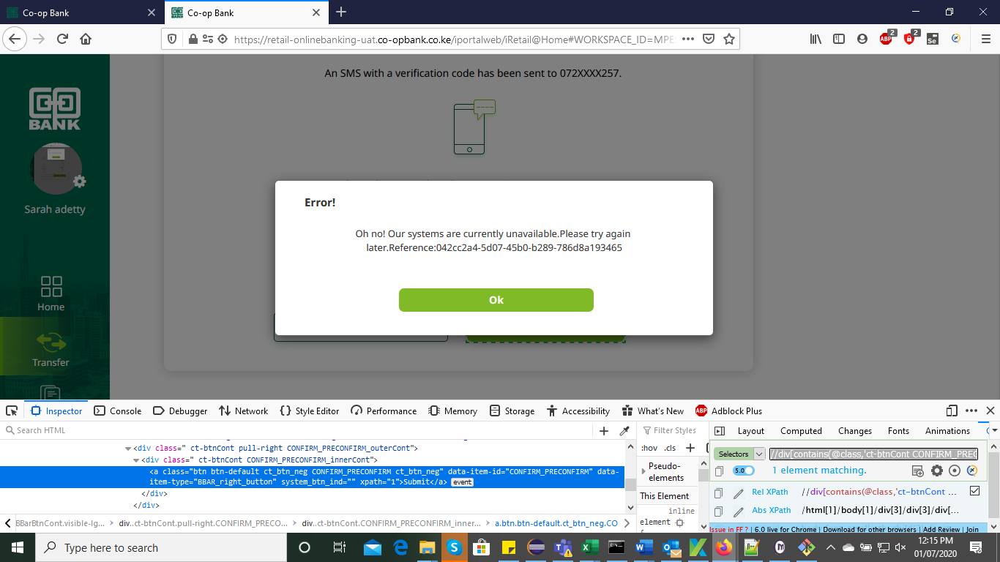 Co-op Bank
Co-op Bank
https://retail-onlinebanking-uat.co-opbank.co.ke/iportalweb/iRetail@Home#WORKSPACE_ID=MPE
ABP 2
2
Se
An SMS with a verification code has been sent to 072XXXX257.
BANK
Sarah adetty
Home
Transfer
Error!
Oh no! Our systems are currently unavailable.Please try again
later.Reference:042cc2a4-5d07-45b0-b289-786d8a193465
Ok
Inspector Console Debugger Network Style Editor Performance Memory Storage Accessibility What's New ABP Adblock Plus
Search HTML
Filter Styles
Layout Computed Changes Fonts Animations
<div class=" ct-btnCont pull-right CONFIRM_PRECONFIRM_outerCont">
<div class=" ct-btnCont CONFIRM_PRECONFIRM_innerCont">
<a class="btn btn-default ct_btn_neg CONFIRM_PRECONFIRM ct_btn_neg" data-item-id="CONFIRM_PRECONFIRM" data-
item-type="BBAR_right_button" system_btn_ind="" xpath="1">Submit</a> event
</div>
</div>
:hov .cls
Pseudo-
elements
This Element
inline
element
Selectors //div[contains(@class,'ct-btnCont CONFIRM_PREC
5.0 1 element matching.
Rel XPath //div[contains(@class,'ct-btnCont ...
Abs XPath /html[1]/body[1]/div[3]/div[3]/div[...
BBarBtnCont.visible-lg... div..ct-btnCont.pull-right.CONFIRM_PRECO... div..ct-btnCont.CONFIRM_PRECONFIRM_inner... a.btn.btn-default.ct_btn_neg.CO
Issue in FF ? | 6.0 live for Chrome | Download for other browsers | Add Review | Join
Type here to search
12:15 PM
01/07/2020